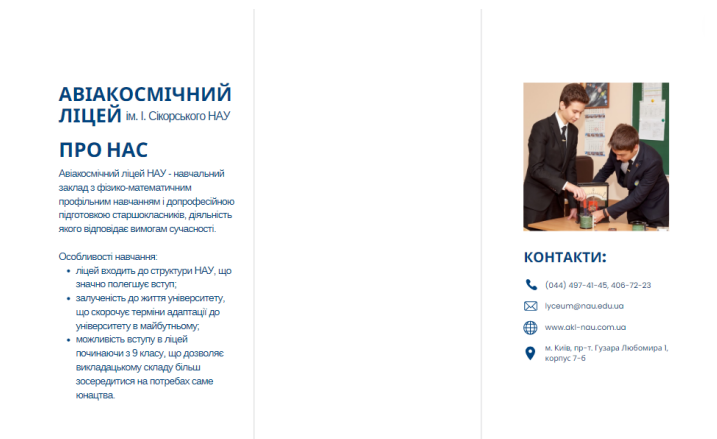 АВІАКОСМІЧНИЙ
ЛІЦЕЙ ім. І. Сікорського НАУ
ПРО НАС
Авіакосмічний ліцей НАУ - навчальний
заклад з фізико-математичним
профільним навчанням і допрофесійною
підготовкою старшокласників, діяльність
якого відповідає вимогам сучасності.
Особливості навчання:
• ліцей входить до структури НАУ, що
значно полегшує вступ;
• залученість до життя університету,
що скорочує терміни адаптації до
університету в майбутньому;
• можливість вступу в ліцей
починаючи з 9 класу, що дозволяє
викладацькому складу більш
зосередитися на потребах саме
юнацтва.
КОНТАКТИ:
(044) 497-41-45, 406-72-23
lyceum@nau.edu.ua
www.akl-nau.com.ua
м. Київ, пр-т. Гузара Любомира 1,
корпус 7-6